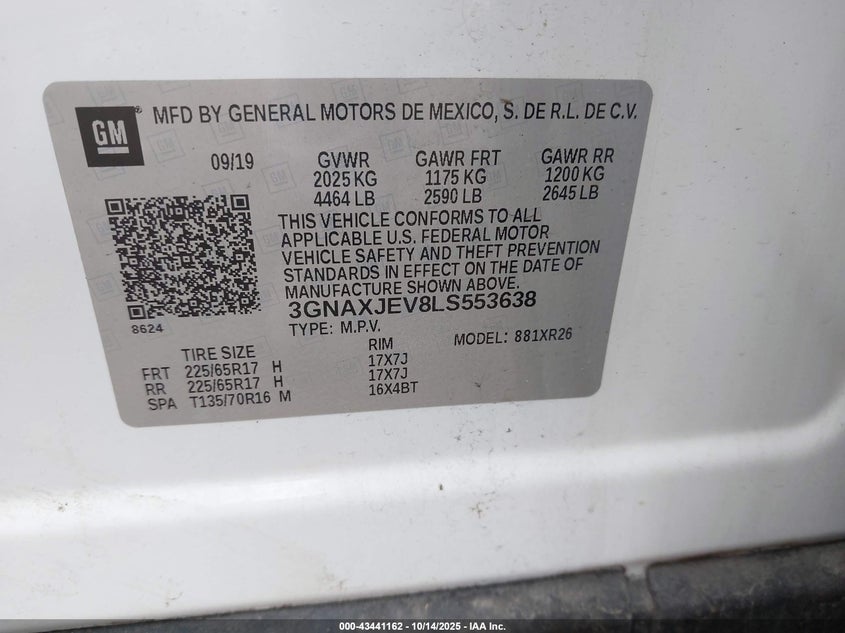 GM® MFD BY GENERAL MOTORS DE MEXICO, S. DE R.L. DE C.V.
09/19 GVWR GAWR FRT GAWR RR
2025 KG 1175 KG 1200 KG
4464 LB 2590 LB 2645 LB
THIS VEHICLE CONFORMS TO ALL
APPLICABLE U.S. FEDERAL MOTOR
VEHICLE SAFETY AND THEFT PREVENTION
STANDARDS IN EFFECT ON THE DATE OF
MANUFACTURE SHOWN ABOVE.
3GNAXJEV8LS553638
8624
TYPE: M.P.V. MODEL: 881XR26
TIRE SIZE RIM
FRT 225/65R17 H 17X7J
RR 225/65R17 H 17X7J
SPA T135/70R16 M 16X4BT
000-43441162 - 10/14/2025 - IAA Inc.